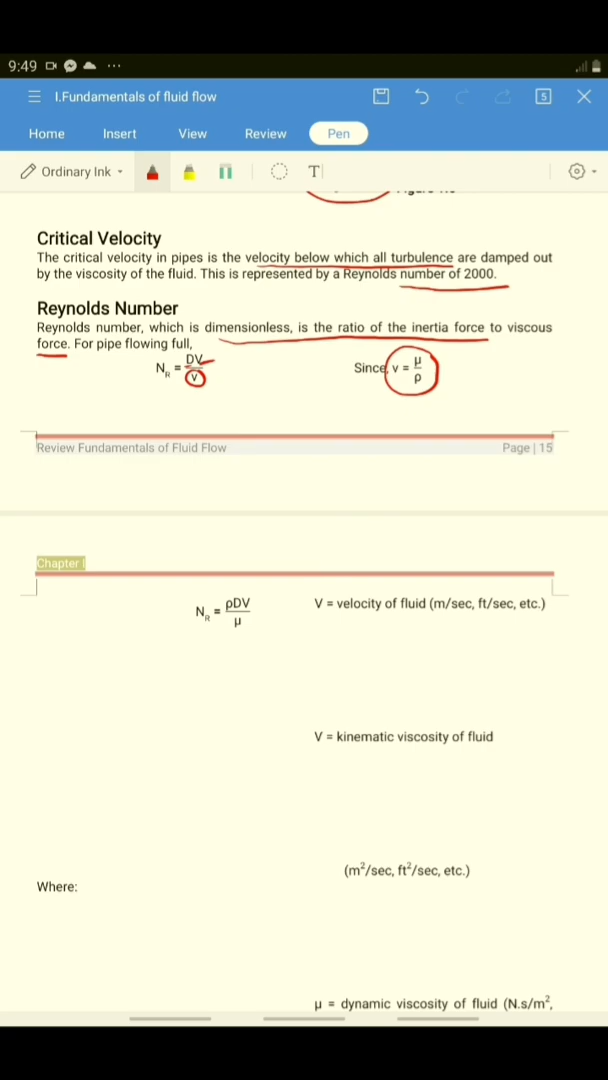 9:49
I.Fundamentals of fluid flow
5
Home Insert View Review Pen
Ordinary Ink T
Critical Velocity
The critical velocity in pipes is the velocity below which all turbulence are damped out
by the viscosity of the fluid. This is represented by a Reynolds number of 2000.
Reynolds Number
Reynolds number, which is dimensionless, is the ratio of the inertia force to viscous
force. For pipe flowing full,
N_R = DV/v Since, v = μ/ρ
Review Fundamentals of Fluid Flow Page | 15
Chapter I
N_R = ρDV/μ V = velocity of fluid (m/sec, ft/sec, etc.)
V = kinematic viscosity of fluid
(m²/sec, ft²/sec, etc.)
Where:
μ = dynamic viscosity of fluid (N.s/m²,